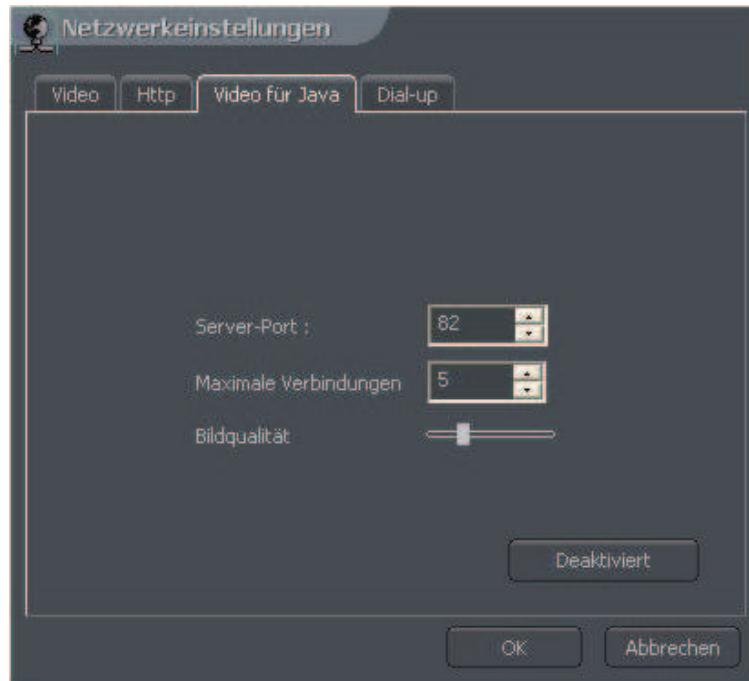 Netzwerkeinstellungen
Video Http Video für Java Dial-up
Server-Port : 82
Maximale Verbindungen 5
Bildqualität
Deaktiviert
OK Abbrechen